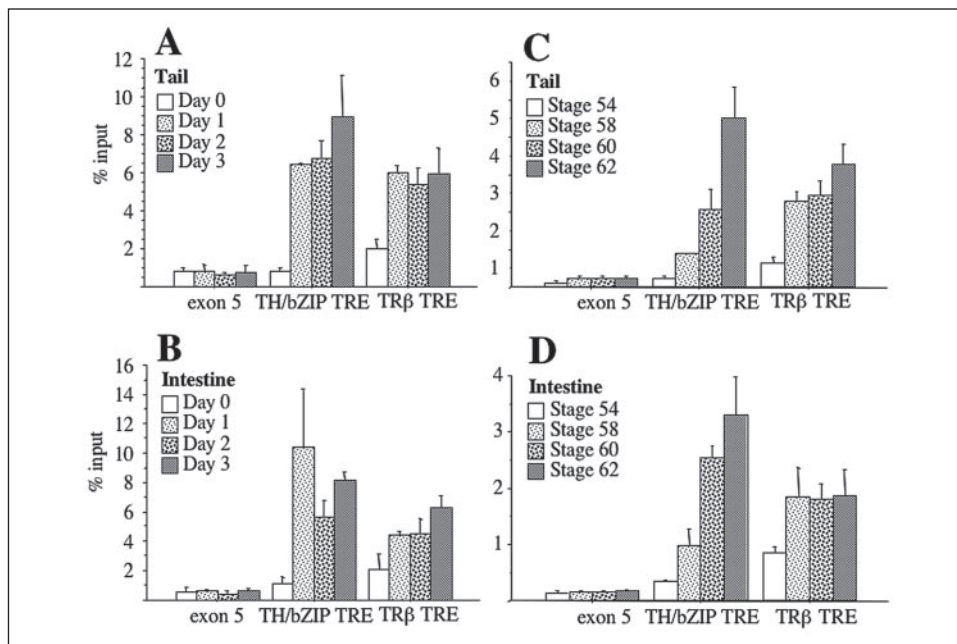 A
12
10
8
6
4
2
% input
Tail
Day 0
Day 1
Day 2
Day 3
exon 5 TH/bZIP TRE TRβ TRE
C
6
5
4
3
2
1
Tail
Stage 54
Stage 58
Stage 60
Stage 62
exon 5 TH/bZIP TRE TRβ TRE
B
16
14
12
10
8
6
4
2
% input
Intestine
Day 0
Day 1
Day 2
Day 3
exon 5 TH/bZIP TRE TRβ TRE
D
4
3
2
1
Intestine
Stage 54
Stage 58
Stage 60
Stage 62
exon 5 TH/bZIP TRE TRβ TRE